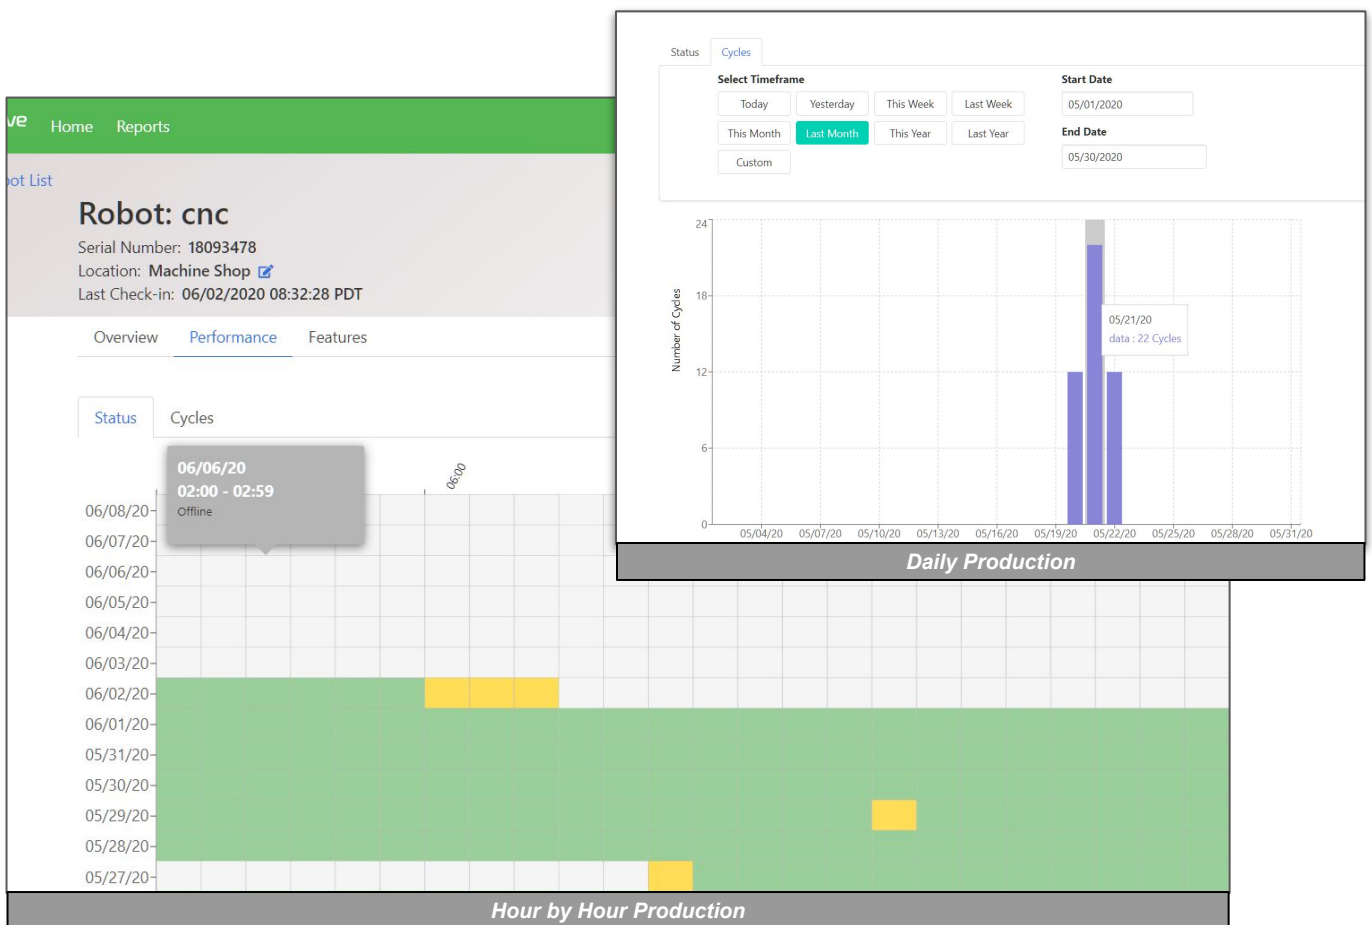 ve Home Reports
oot List
Robot: cnc
Serial Number: 18093478
Location: Machine Shop
Last Check-in: 06/02/2020 08:32:28 PDT
Overview Performance Features
Status Cycles
06/06/20
02:00 - 02:59
Offline
06:00
06/08/20
06/07/20
06/06/20
06/05/20
06/04/20
06/03/20
06/02/20
06/01/20
05/31/20
05/30/20
05/29/20
05/28/20
05/27/20
Hour by Hour Production
Status Cycles
Select Timeframe Start Date
Today Yesterday This Week Last Week 05/01/2020
This Month Last Month This Year Last Year End Date
Custom 05/30/2020
24
18
12
6
0
Number of Cycles
05/21/20
data : 22 Cycles
05/04/20 05/07/20 05/10/20 05/13/20 05/16/20 05/19/20 05/22/20 05/25/20 05/28/20 05/31/20
Daily Production